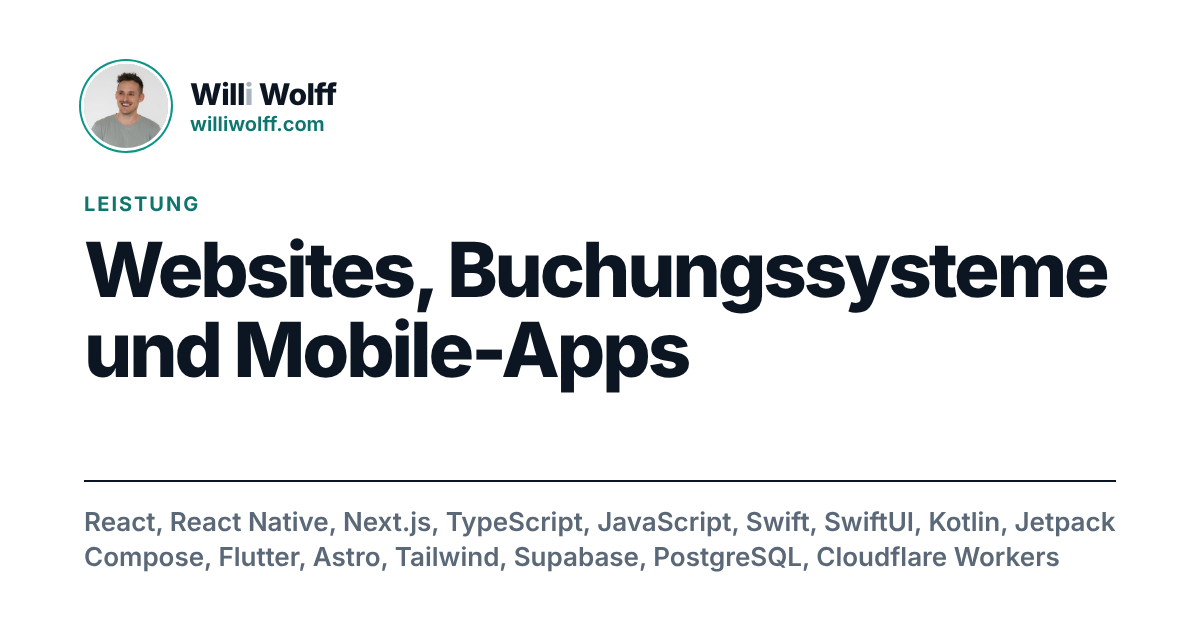 Willi Wolff
williwolff.com
LEISTUNG
Websites, Buchungssysteme
und Mobile-Apps
React, React Native, Next.js, TypeScript, JavaScript, Swift, SwiftUI, Kotlin, Jetpack
Compose, Flutter, Astro, Tailwind, Supabase, PostgreSQL, Cloudflare Workers